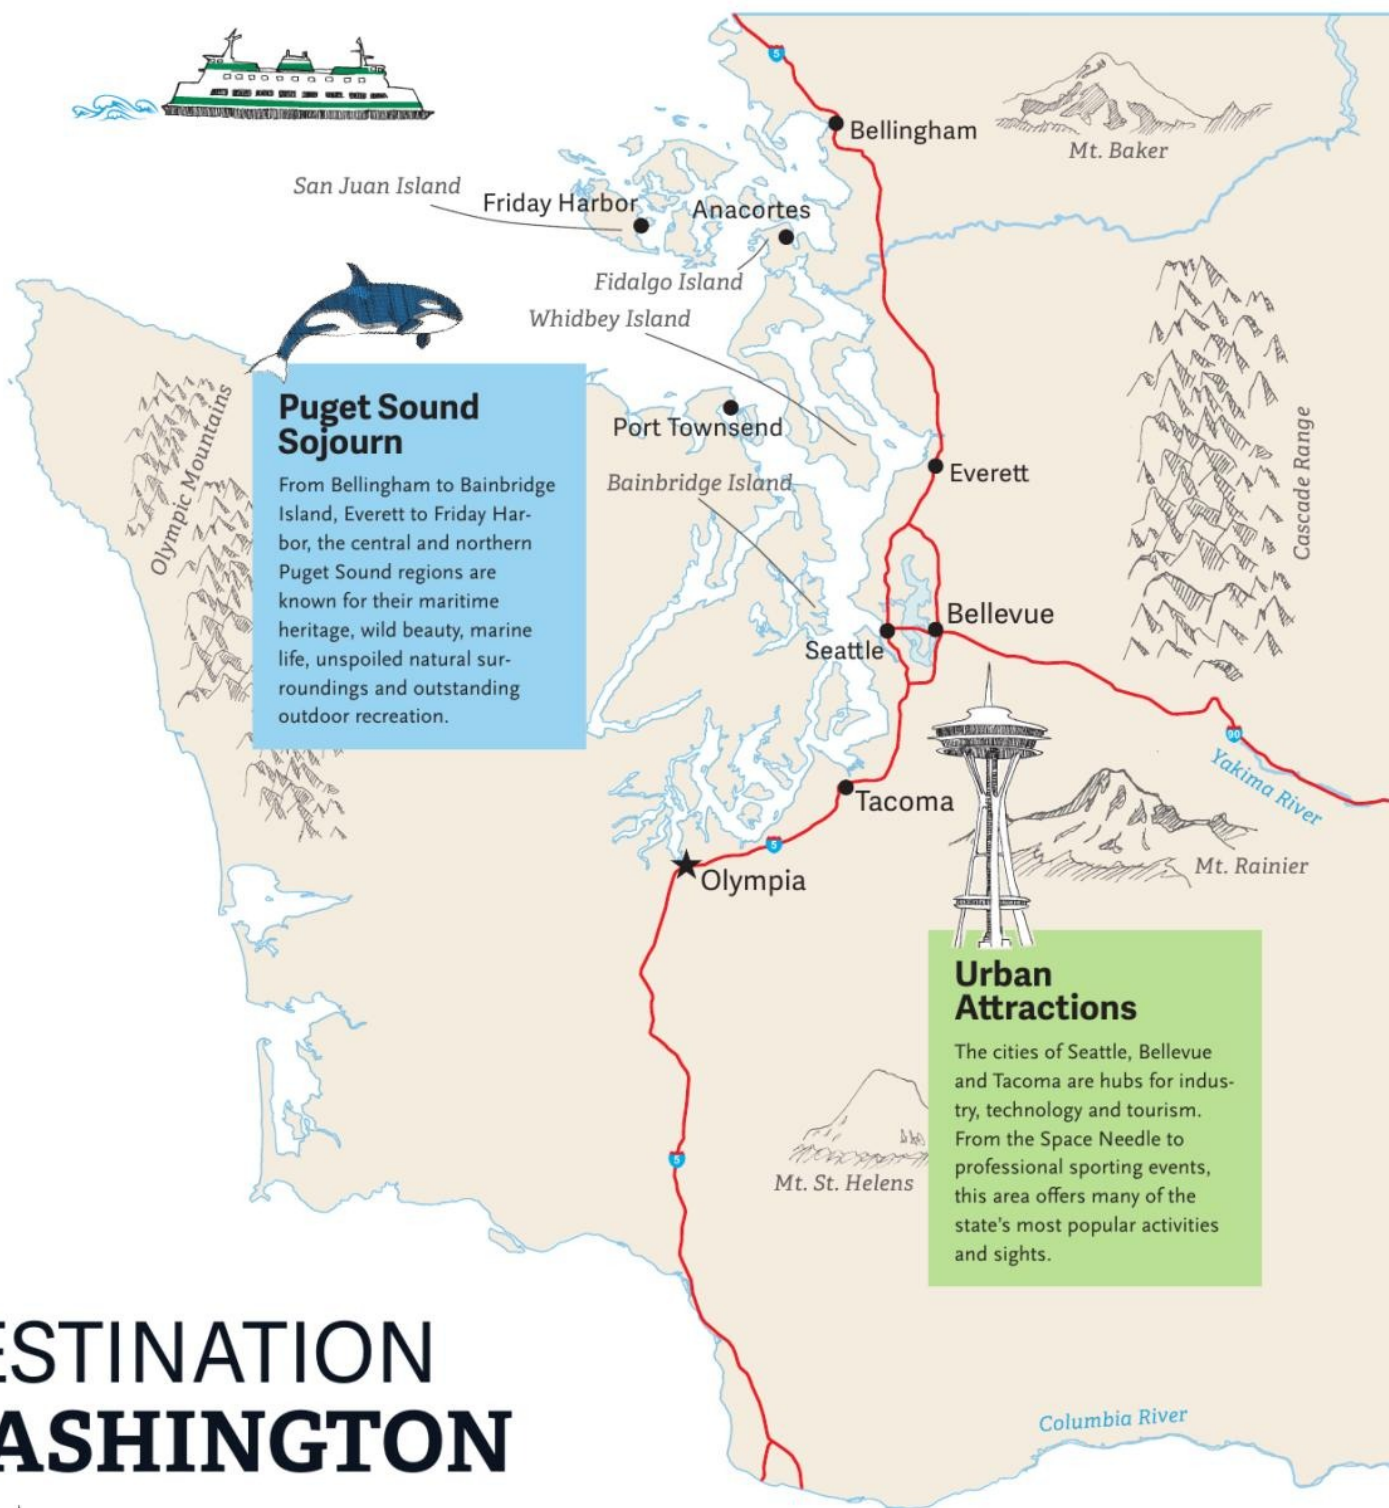 5
Bellingham
Mt. Baker
San Juan Island
Friday Harbor
Anacortes
Fidalgo Island
Whidbey Island
Olympic Mountains
Puget Sound
Sojourn
From Bellingham to Bainbridge
Island, Everett to Friday Har-
bor, the central and northern
Puget Sound regions are
known for their maritime
heritage, wild beauty, marine
life, unspoiled natural sur-
roundings and outstanding
outdoor recreation.
Port Townsend
Bainbridge Island
Everett
Cascade Range
Bellevue
Seattle
90
Yakima River
Tacoma
5
Olympia
Mt. Rainier
Urban
Attractions
The cities of Seattle, Bellevue
and Tacoma are hubs for indus-
try, technology and tourism.
From the Space Needle to
professional sporting events,
this area offers many of the
state's most popular activities
and sights.
5
Mt. St. Helens
ESTINATION
ASHINGTON
Columbia River